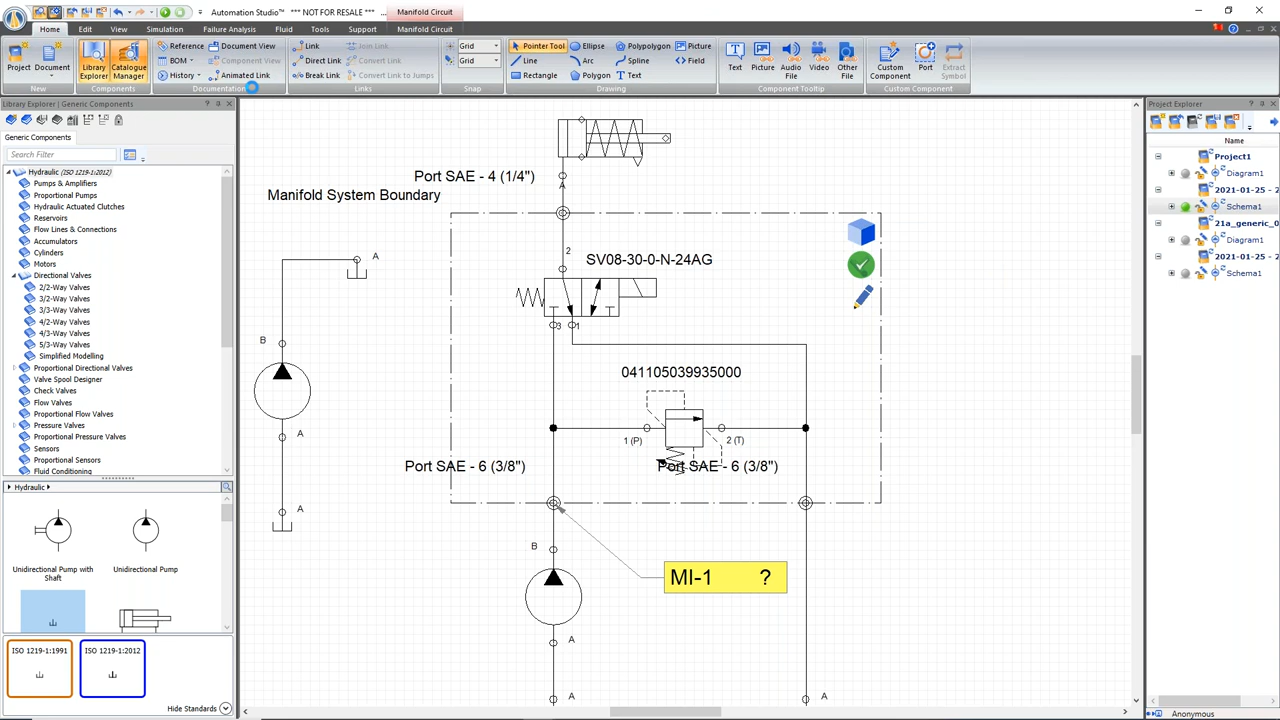 Automation Studio™ *** NOT FOR RESALE *** ...
Manifold Circuit
Home
Edit
View
Simulation
Failure Analysis
Fluid
Tools
Support
Manifold Circuit
Project
Document
New
Library
Explorer
Catalogue
Manager
Components
Reference
BOM
History
Document View
Component View
Animated Link
Documentation
Link
Direct Link
Break Link
Join Link
Convert Link
Convert Link to Jumps
Links
Grid
Grid
Snap
Pointer Tool
Line
Rectangle
Ellipse
Arc
Polygon
Polypolygon
Spline
Text
Picture
Field
Drawing
Text
Picture
Audio
File
Video
Other
File
Component Tooltip
Custom
Component
Port
Extract
Symbol
Custom Component
Library Explorer | Generic Components
Generic Components
Search Filter
Hydraulic (ISO 1219-1:2012)
Pumps & Amplifiers
Proportional Pumps
Hydraulic Actuated Clutches
Reservoirs
Flow Lines & Connections
Accumulators
Cylinders
Motors
Directional Valves
2/2-Way Valves
3/2-Way Valves
3/3-Way Valves
4/2-Way Valves
4/3-Way Valves
5/3-Way Valves
Simplified Modelling
Proportional Directional Valves
Valve Spool Designer
Check Valves
Flow Valves
Proportional Flow Valves
Pressure Valves
Proportional Pressure Valves
Sensors
Proportional Sensors
Fluid Conditioning
Hydraulic
Unidirectional Pump with
Shaft
Unidirectional Pump
ISO 1219-1:1991
ISO 1219-1:2012
Hide Standards
Port SAE - 4 (1/4")
A
Manifold System Boundary
2
SV08-30-0-N-24AG
A
3
1
B
041105039935000
1 (P)
2 (T)
A
Port SAE - 6 (3/8")
Port SAE - 6 (3/8")
A
B
MI-1 ?
A
A
A
Project Explorer
Name
Project1
Diagram1
2021-01-25 - 2
Schema1
21a_generic_0
Diagram1
2021-01-25 - 2
Schema1
Anonymous